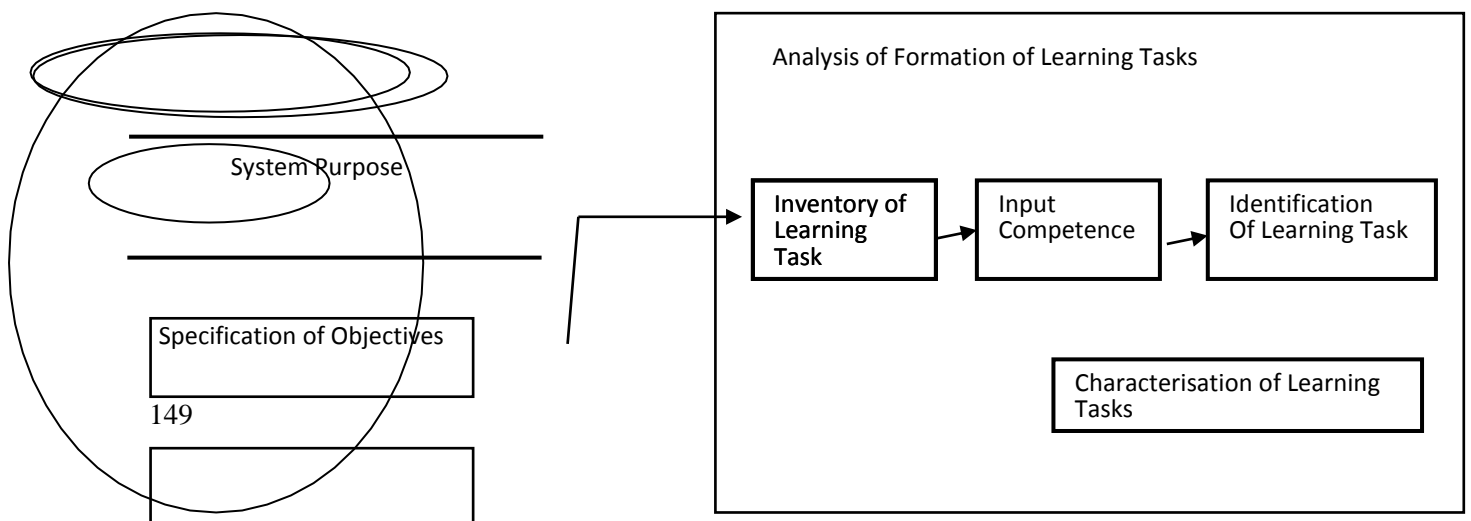 System Purpose
Specification of Objectives
149
Analysis of Formation of Learning Tasks
Inventory of
Learning
Task
Input
Competence
Identification
Of Learning Task
Characterisation of Learning
Tasks